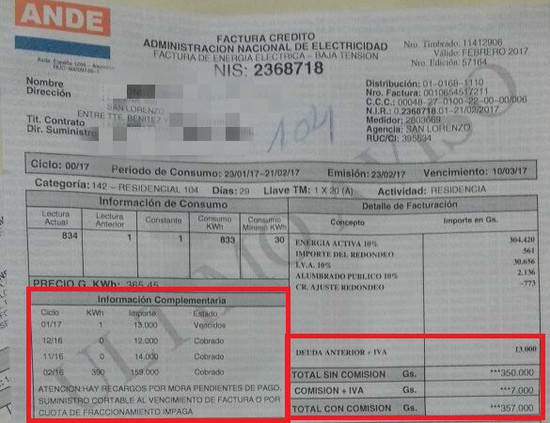 ANDE
FACTURA CREDITO
ADMINISTRACION NACIONAL DE ELECTRICIDAD
FACTURA DE ENERGIA ELECTRICA - BAJA TENSION
NIS: 2368718
Nro. Timbrado: 11412906
Válido: FEBRERO 2017
Nro. Edición: 57164
Nombre
Dirección
SAN LORENZO
ENTRE TTE. BENITEZ Y
Tit. Contrato
Dir. Suministro
104
Distribución: 01-0168-1110
Nro. Factura: 0010654517211
C.C.C.: 00048-27-0100-22-00-00/006
N.I.R.: 0.2368718.01-21/02/2017
Medidor: 2603669
Agencia: SAN LORENZO
RUC/CI: 395834
Ciclo: 00/17 Periodo de Consumo: 23/01/17-21/02/17 Emisión: 23/02/17 Vencimiento: 10/03/17
Categoría: 142 - RESIDENCIAL 104 Días: 29 Llave TM: 1 X 20 (A) Actividad: RESIDENCIA
Información de Consumo
Lectura Actual Lectura Anterior Constante Consumo KWh Consumo Mínimo KWh
834 1 1 833 30
PRECIO G. KWh: 365.45
Detalle de Facturación
Concepto Importe en Gs.
ENERGIA ACTIVA 10% 304.420
IMPORTE DEL REDONDEO 561
I.V.A. 10% 30.656
ALUMBRADO PUBLICO 10% 2.136
CR. AJUSTE REDONDEO -773
Información Complementaria
Ciclo KWh Importe Estado
01/17 1 13.000 Vencidos
12/16 0 12.000 Cobrado
11/16 0 14.000 Cobrado
02/16 390 159.000 Cobrado
ATENCION:HAY RECARGOS POR MORA PENDIENTES DE PAGO.
SUMINISTRO CORTABLE AL VENCIMIENTO DE FACTURA O POR
CUOTA DE FRACCIONAMIENTO IMPAGA
DEUDA ANTERIOR + IVA 13.000
TOTAL SIN COMISION Gs. ***350.000
COMISION + IVA Gs. ***7.000
TOTAL CON COMISION Gs. ***357.000
ULTIMO AVISO